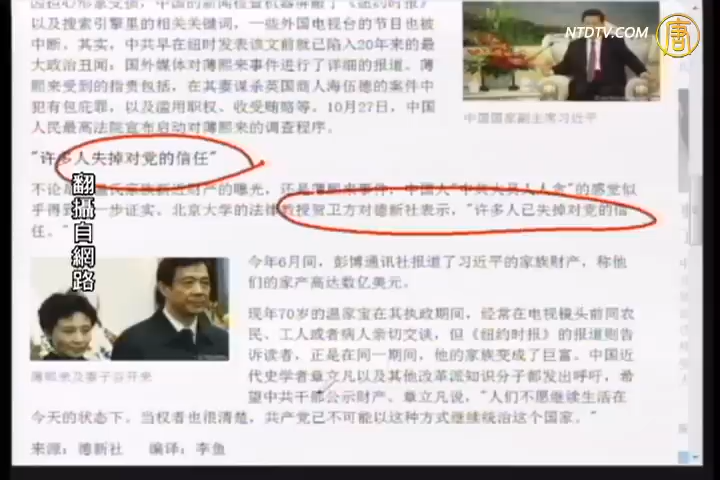 因担心形象受损，中国的新闻检查机器屏蔽了《纽约时报》
以及搜索引擎里的相关关键词，一些外国电视台的节目也被
中断。其实，中共早在纽时发表该文前就已陷入20年来的最
大政治丑闻，国外媒体对薄熙来事件进行了详细的报道。薄
熙来受到的指责包括，在其妻谋杀英国商人海伍德的案件中
犯有包庇罪，以及滥用职权、收受贿赂等。10月27日，中国
人民最高法院宣布启动对薄熙来的调查程序。
NTDTV.COM
唐
中国国家副主席习近平
"许多人失掉对党的信任"
不论是温氏家族新近财产的曝光，还是薄熙来事件，中国人"中共大员人人贪"的感觉似
乎得到进一步证实。北京大学的法律教授贺卫方对德新社表示，"许多人已失掉对党的信
任。"
翻攝自網路
薄熙来及妻子谷开来
今年6月间，彭博通讯社报道了习近平的家族财产，称他
们的家产高达数亿美元。
现年70岁的温家宝在其执政期间，经常在电视镜头前同农
民、工人或者病人亲切交谈，但《纽约时报》的报道则告
诉读者，正是在同一期间，他的家族变成了巨富。中国近
代史学者章立凡以及其他改革派知识分子都发出呼吁，希
望中共干部公示财产。章立凡说，"人们不愿继续生活在
今天的状态下。当权者也很清楚，共产党已不可能以这种方式继续统治这个国家。"
来源：德新社 编译：李鱼